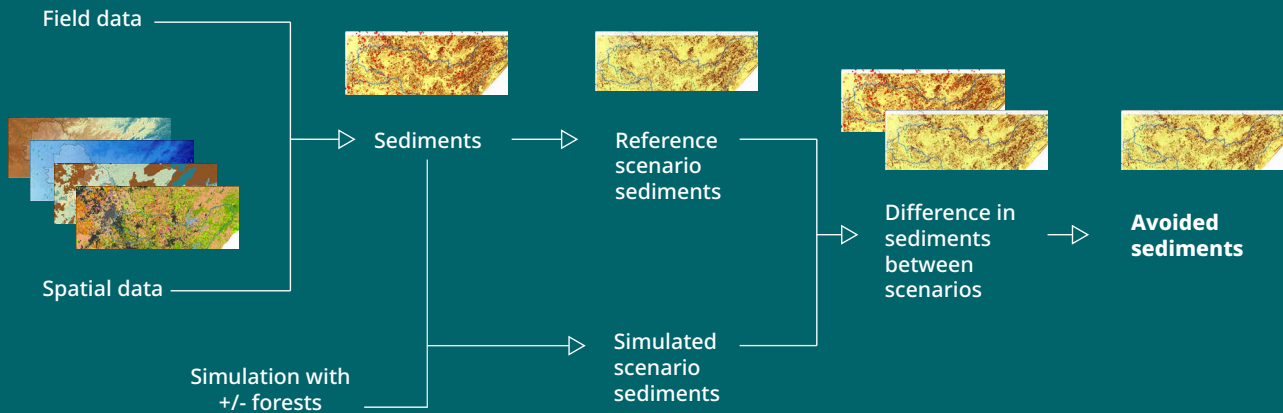 Field data
Spatial data
Simulation with
+/- forests
Sediments
Reference
scenario
sediments
Simulated
scenario
sediments
Difference in
sediments
between
scenarios
Avoided
sediments